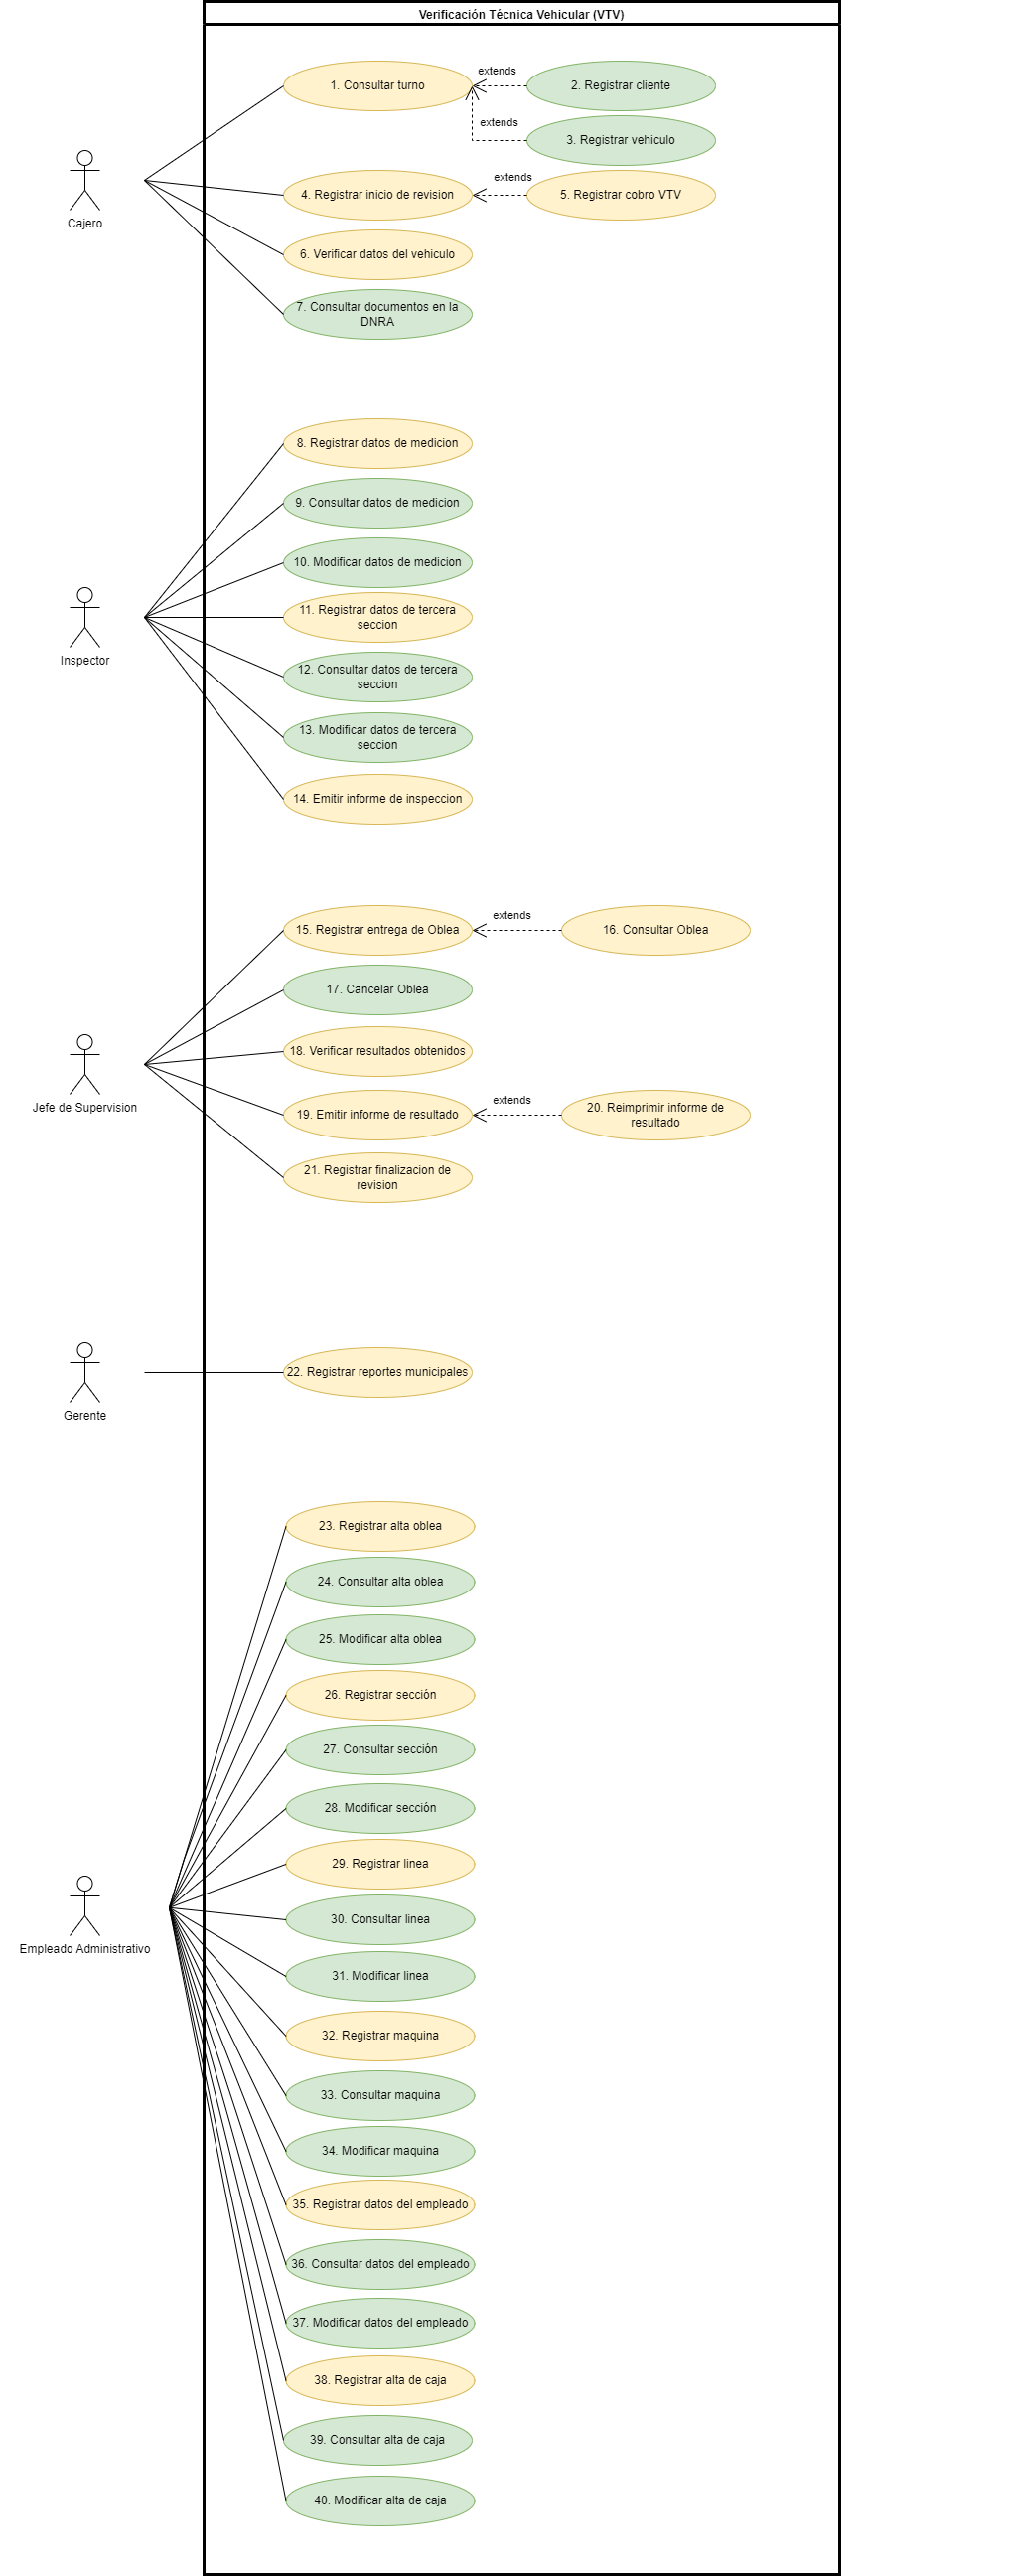 Verificación Técnica Vehicular (VTV)
1. Consultar turno
extends
2. Registrar cliente
extends
3. Registrar vehiculo
Cajero
4. Registrar inicio de revision
extends
5. Registrar cobro VTV
6. Verificar datos del vehiculo
7. Consultar documentos en la
DNRA
8. Registrar datos de medicion
9. Consultar datos de medicion
10. Modificar datos de medicion
11. Registrar datos de tercera
seccion
Inspector
12. Consultar datos de tercera
seccion
13. Modificar datos de tercera
seccion
14. Emitir informe de inspeccion
15. Registrar entrega de Oblea
extends
16. Consultar Oblea
17. Cancelar Oblea
18. Verificar resultados obtenidos
Jefe de Supervision
19. Emitir informe de resultado
extends
20. Reimprimir informe de
resultado
21. Registrar finalizacion de
revision
22. Registrar reportes municipales
Gerente
23. Registrar alta oblea
24. Consultar alta oblea
25. Modificar alta oblea
26. Registrar sección
27. Consultar sección
28. Modificar sección
29. Registrar linea
30. Consultar linea
Empleado Administrativo
31. Modificar linea
32. Registrar maquina
33. Consultar maquina
34. Modificar maquina
35. Registrar datos del empleado
36. Consultar datos del empleado
37. Modificar datos del empleado
38. Registrar alta de caja
39. Consultar alta de caja
40. Modificar alta de caja